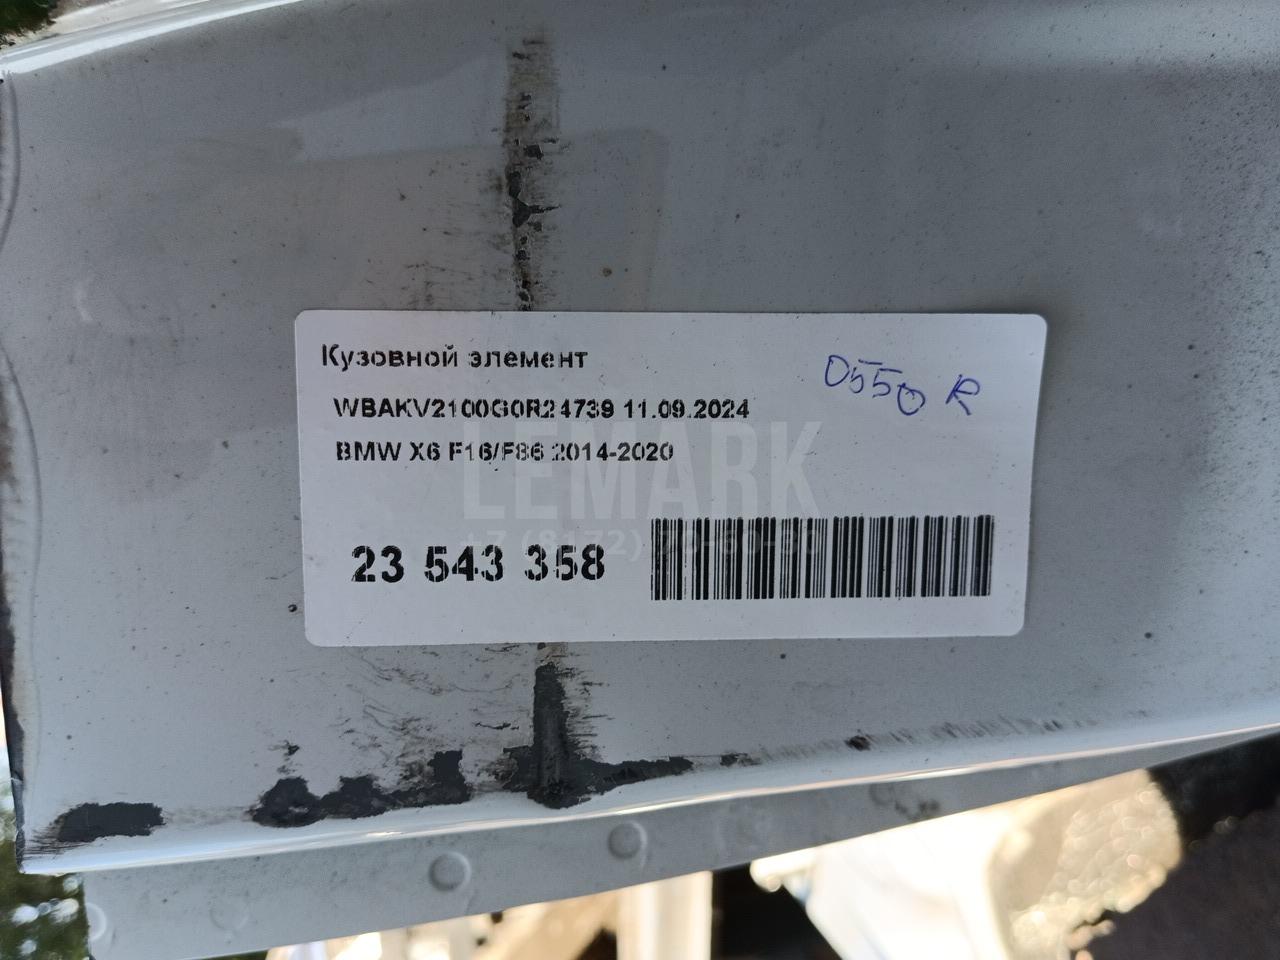 Кузовной элемент
0550 R
WBAKV2100G0R24739 11.09.2024
BMW X6 F16/F86 2014-2020
LEMARK
23 543 358